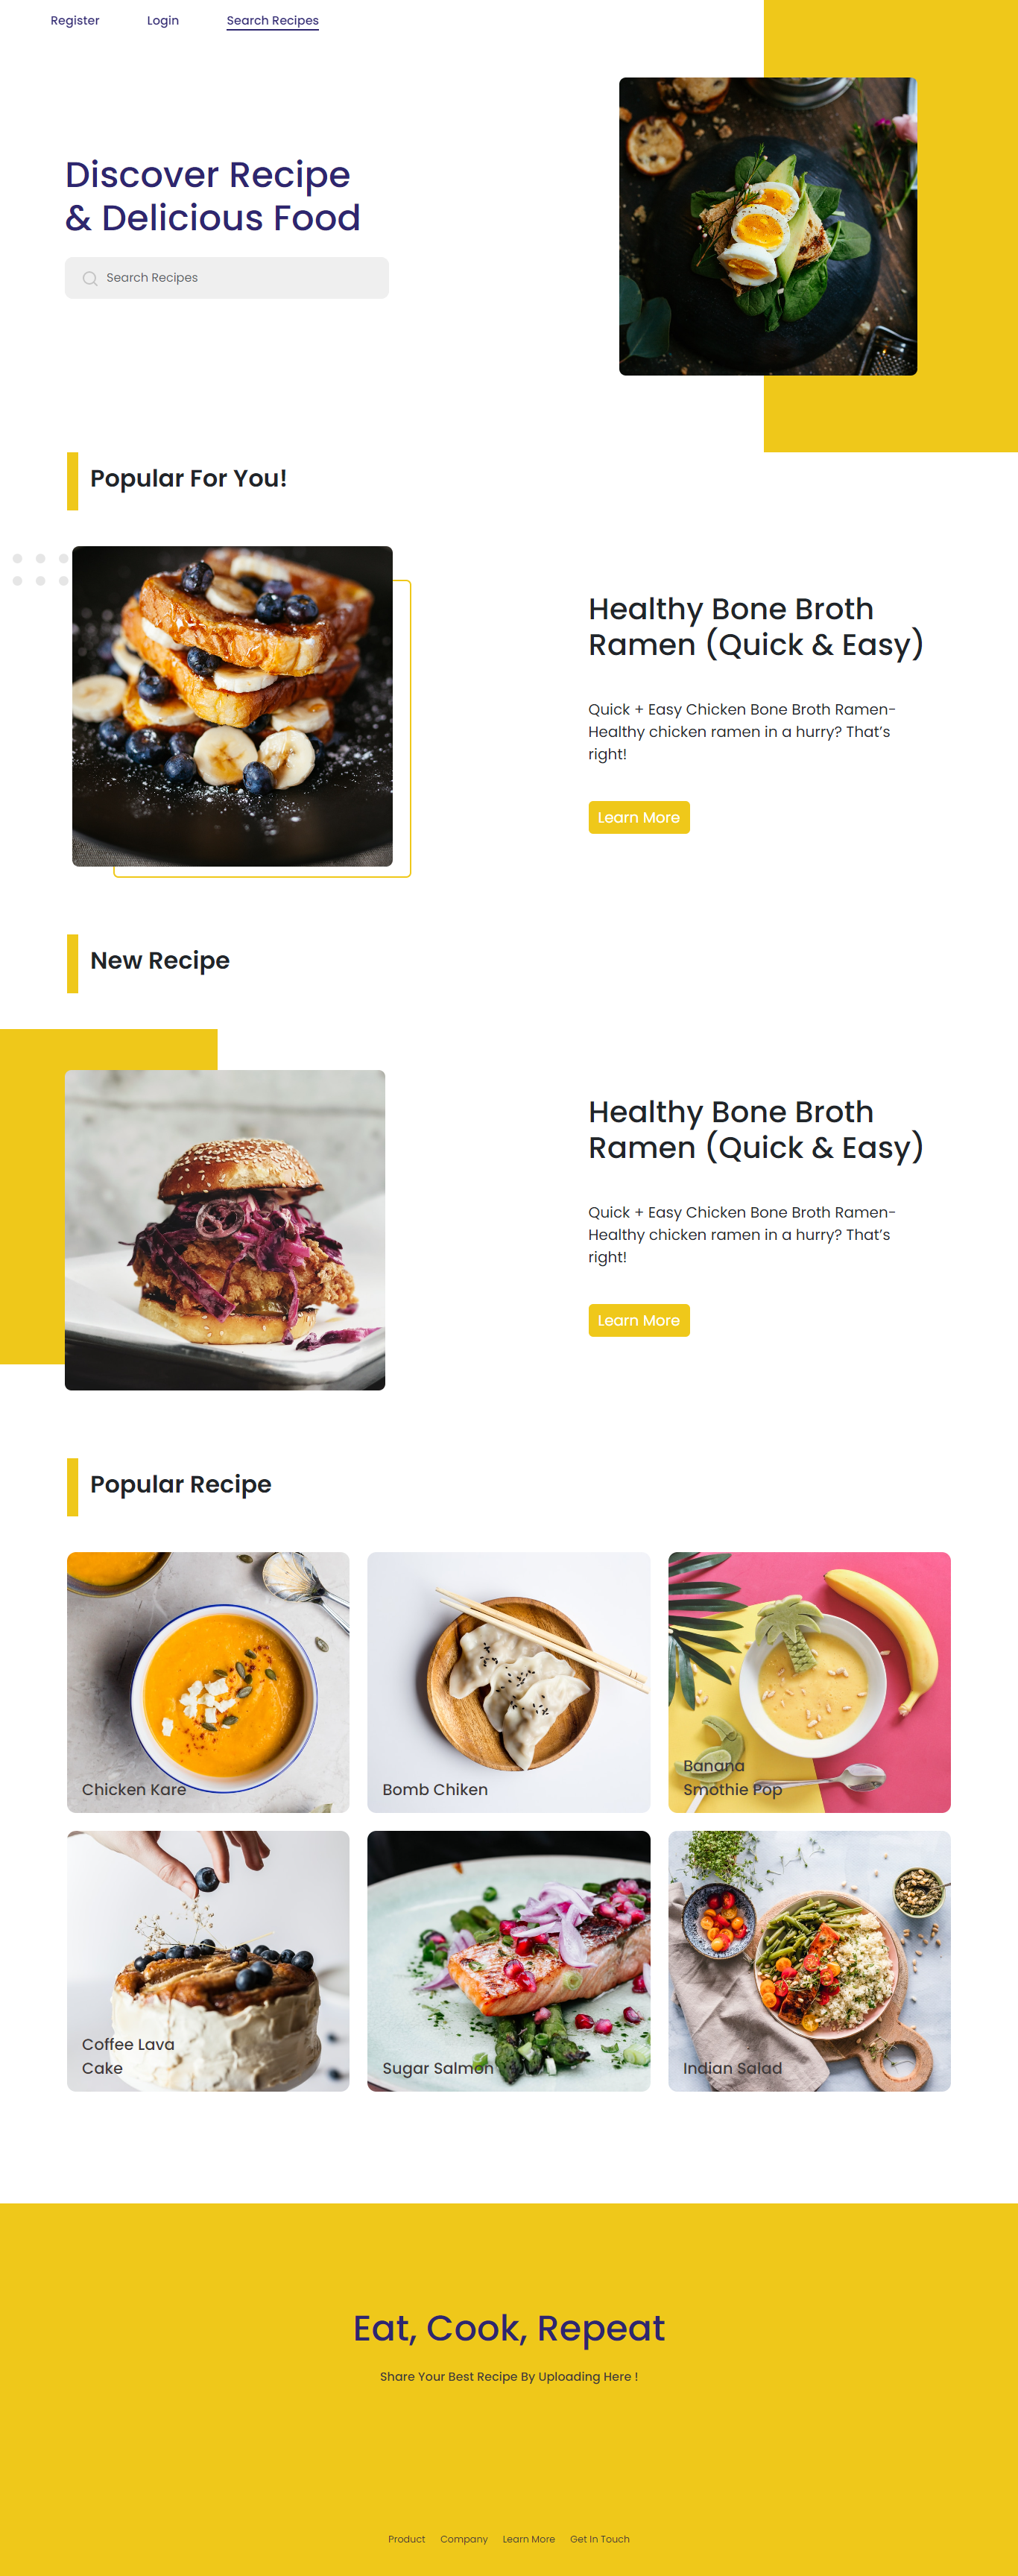 Register
Login
Search Recipes
Discover Recipe
& Delicious Food
Search Recipes
Popular For You!
Healthy Bone Broth
Ramen (Quick & Easy)
Quick + Easy Chicken Bone Broth Ramen-
Healthy chicken ramen in a hurry? That’s
right!
Learn More
New Recipe
Healthy Bone Broth
Ramen (Quick & Easy)
Quick + Easy Chicken Bone Broth Ramen-
Healthy chicken ramen in a hurry? That’s
right!
Learn More
Popular Recipe
Chicken Kare
Bomb Chiken
Banana
Smothie Pop
Coffee Lava
Cake
Sugar Salmon
Indian Salad
Eat, Cook, Repeat
Share Your Best Recipe By Uploading Here !
Product
Company
Learn More
Get In Touch